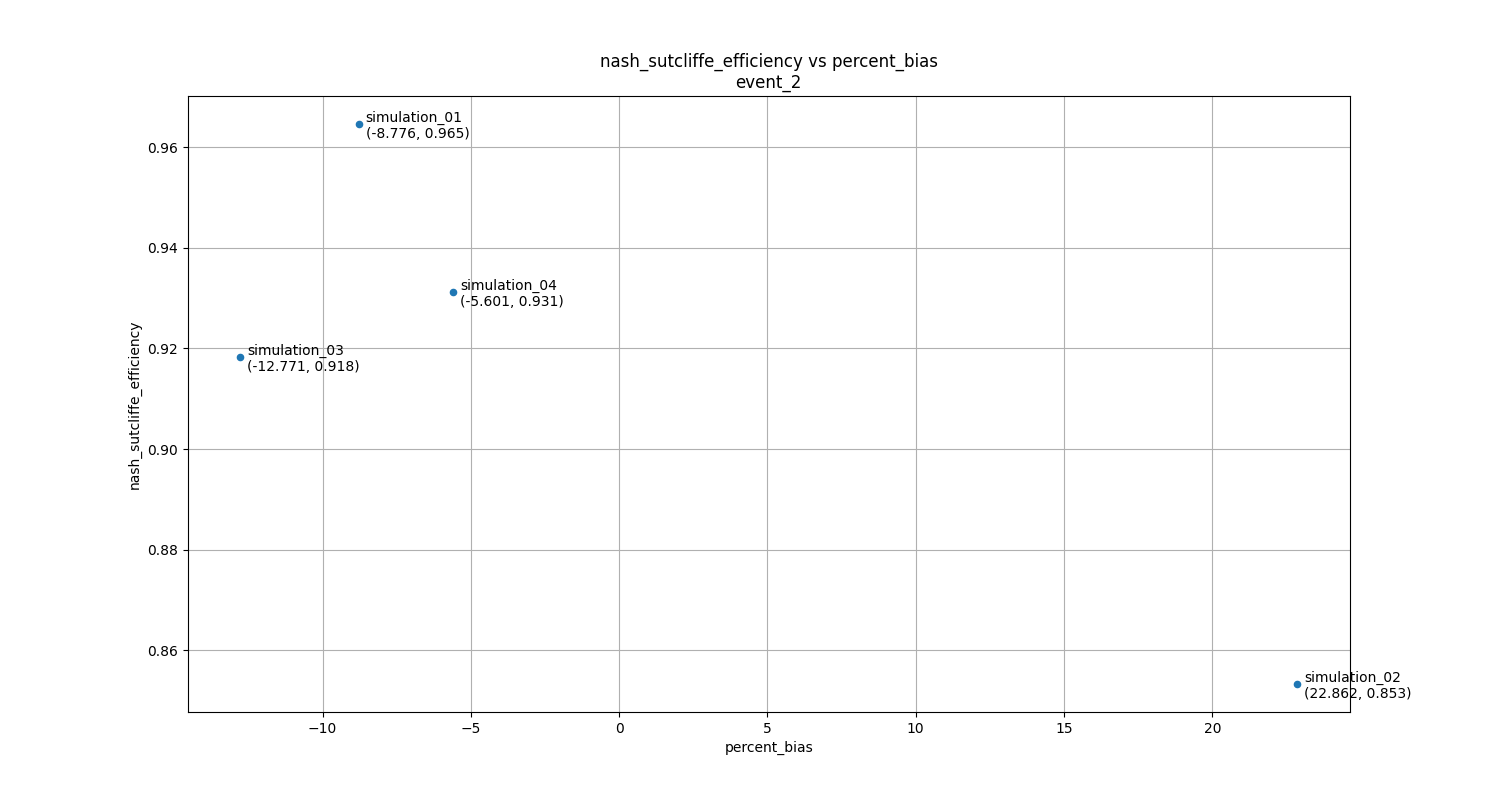 nash_sutcliffe_efficiency vs percent_bias
event_2
simulation_01
(-8.776, 0.965)
0.96
0.94
simulation_04
(-5.601, 0.931)
0.92
simulation_03
(-12.771, 0.918)
nash_sutcliffe_efficiency
0.90
0.88
0.86
simulation_02
(22.862, 0.853)
−10
−5
0
5
10
15
20
percent_bias